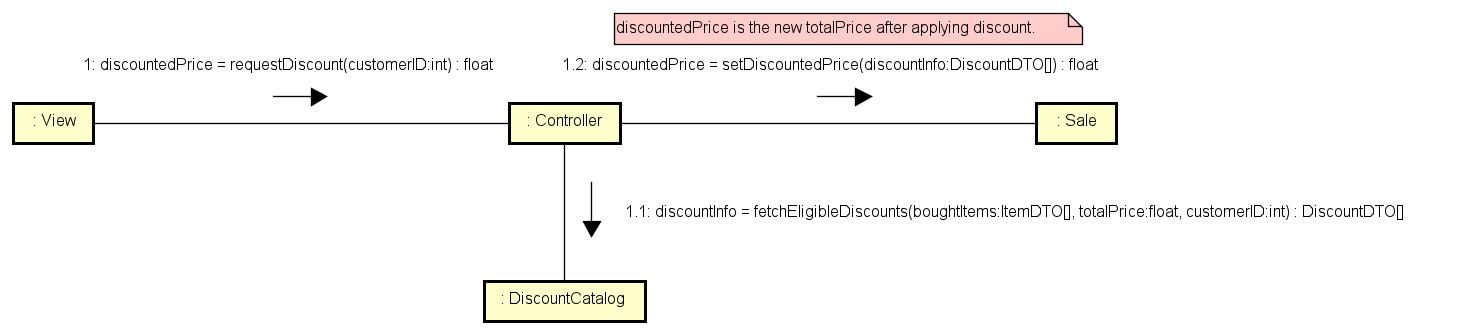 discountedPrice is the new totalPrice after applying discount.
1: discountedPrice = requestDiscount(customerID:int) : float
1.2: discountedPrice = setDiscountedPrice(discountInfo:DiscountDTO[]) : float
: View
: Controller
: Sale
1.1: discountInfo = fetchEligibleDiscounts(boughtItems:ItemDTO[], totalPrice:float, customerID:int) : DiscountDTO[]
: DiscountCatalog